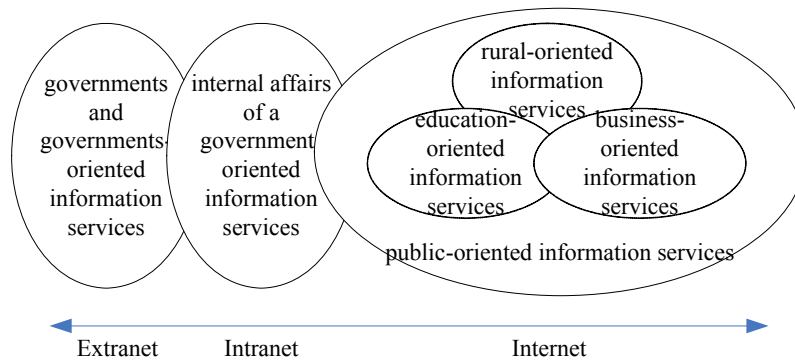 governments
and
governments-
oriented
information
services
internal affairs
of a
government-
oriented
information
services
rural-oriented
information
services
education-
oriented
information
services
business-
oriented
information
services
public-oriented information services
Extranet
Intranet
Internet